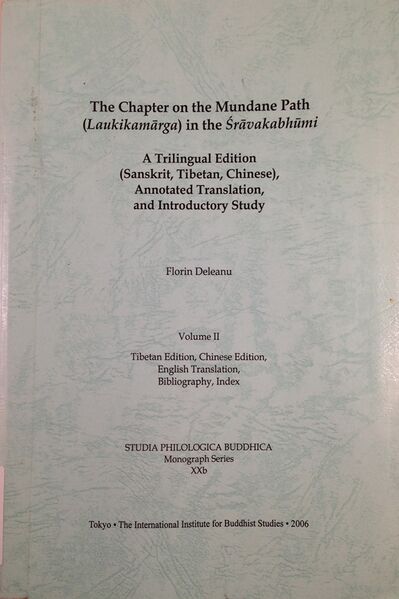 The Chapter on the Mundane Path
(Laukikamārga) in the Śrāvakabhūmi
A Trilingual Edition
(Sanskrit, Tibetan, Chinese),
Annotated Translation,
and Introductory Study
Florin Deleanu
Volume II
Tibetan Edition, Chinese Edition,
English Translation,
Bibliography, Index
STUDIA PHILOLOGICA BUDDHICA
Monograph Series
XXb
Tokyo • The International Institute for Buddhist Studies • 2006